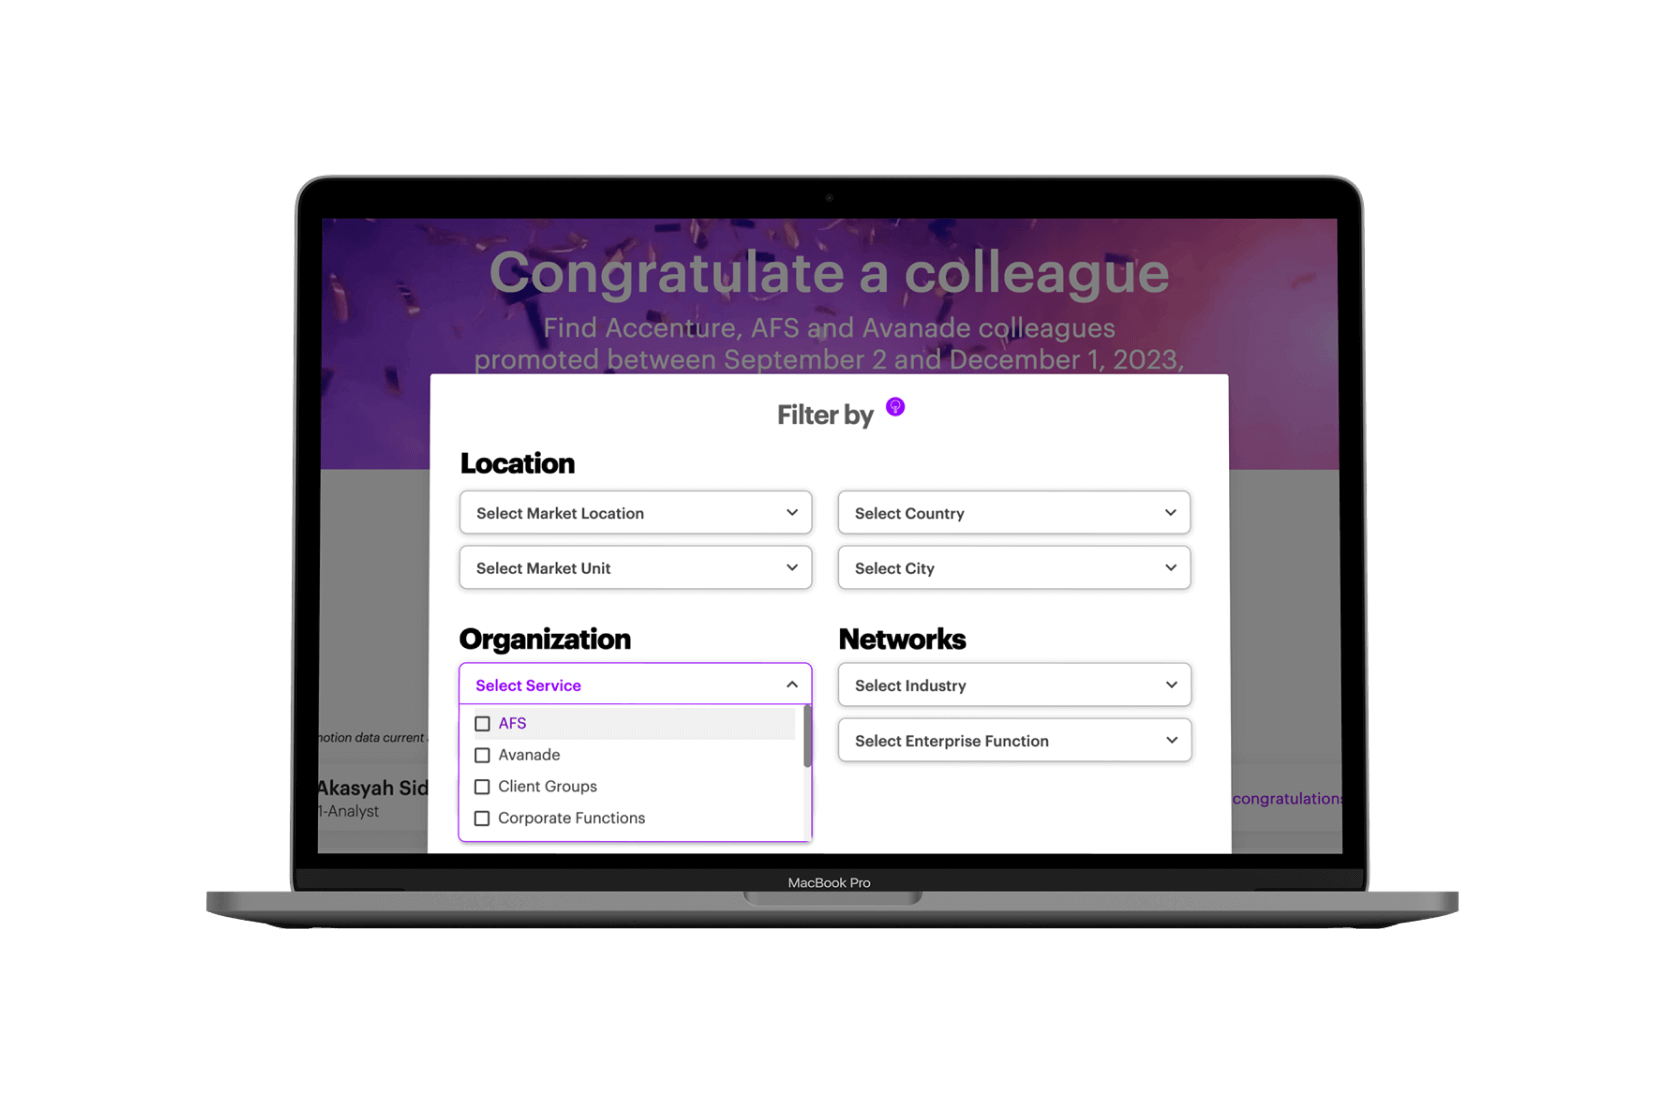 Congratulate a colleague
Find Accenture, AFS and Avanade colleagues
promoted between September 2 and December 1, 2023,
Filter by
Location
Select Market Location
Select Country
Select Market Unit
Select City
Organization
Networks
Select Service
Select Industry
AFS
Avanade
Select Enterprise Function
Client Groups
Corporate Functions
notion data current
Akasyah Sid
1-Analyst
congratulations
MacBook Pro